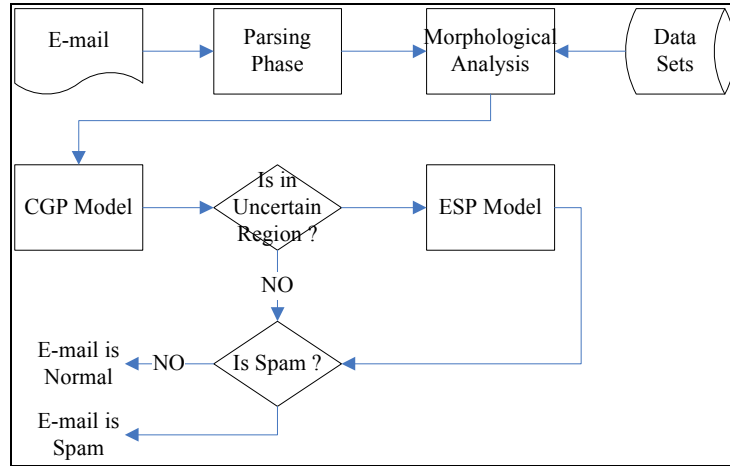 E-mail
Parsing
Phase
Morphological
Analysis
Data
Sets
CGP Model
Is in
Uncertain
Region ?
ESP Model
NO
Is Spam ?
NO
E-mail is
Normal
E-mail is
Spam